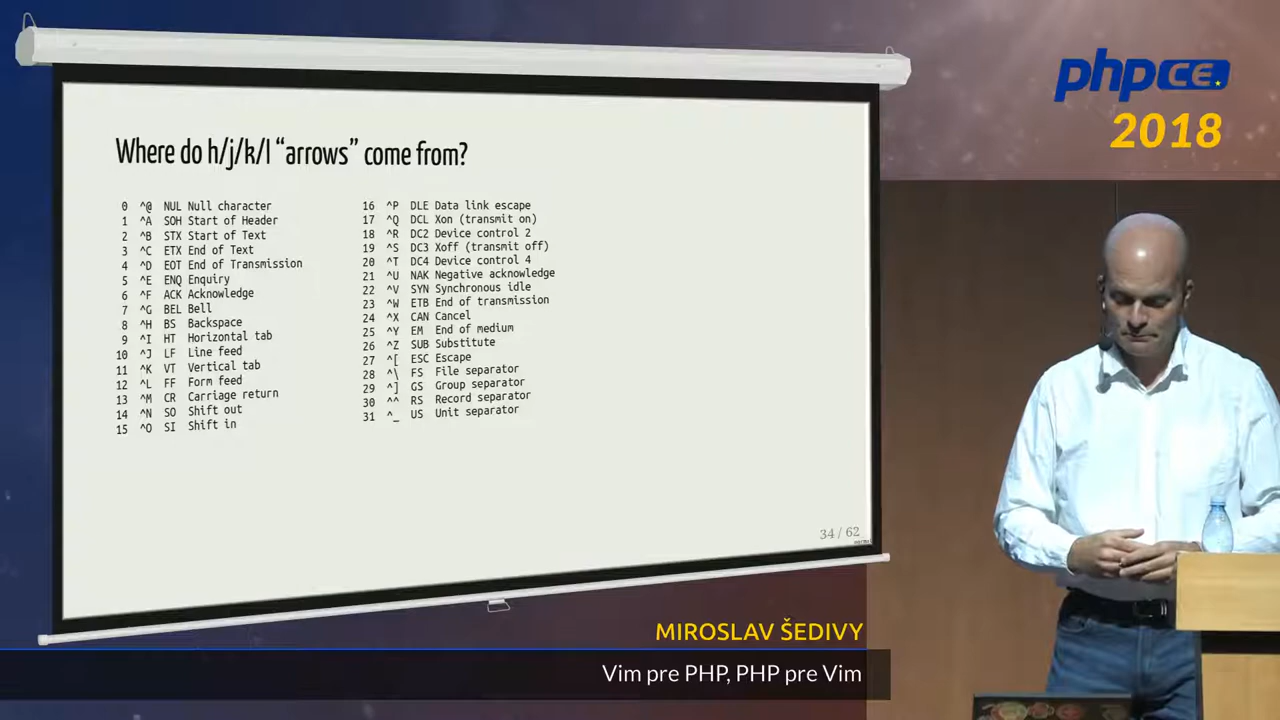 phpce.
2018
Where do h/j/k/l “arrows” come from?
0 ^@ NUL Null character
1 ^A SOH Start of Header
2 ^B STX Start of Text
3 ^C ETX End of Text
4 ^D EOT End of Transmission
5 ^E ENQ Enquiry
6 ^F ACK Acknowledge
7 ^G BEL Bell
8 ^H BS Backspace
9 ^I HT Horizontal tab
10 ^J LF Line feed
11 ^K VT Vertical tab
12 ^L FF Form feed
13 ^M CR Carriage return
14 ^N SO Shift out
15 ^O SI Shift in
16 ^P DLE Data link escape
17 ^Q DCL Xon (transmit on)
18 ^R DC2 Device control 2
19 ^S DC3 Xoff (transmit off)
20 ^T DC4 Device control 4
21 ^U NAK Negative acknowledge
22 ^V SYN Synchronous idle
23 ^W ETB End of transmission
24 ^X CAN Cancel
25 ^Y EM End of medium
26 ^Z SUB Substitute
27 ^[ ESC Escape
28 ^\ FS File separator
29 ^] GS Group separator
30 ^^ RS Record separator
31 ^_ US Unit separator
34 / 62
MIROSLAV ŠEDIVY
Vim pre PHP, PHP pre Vim